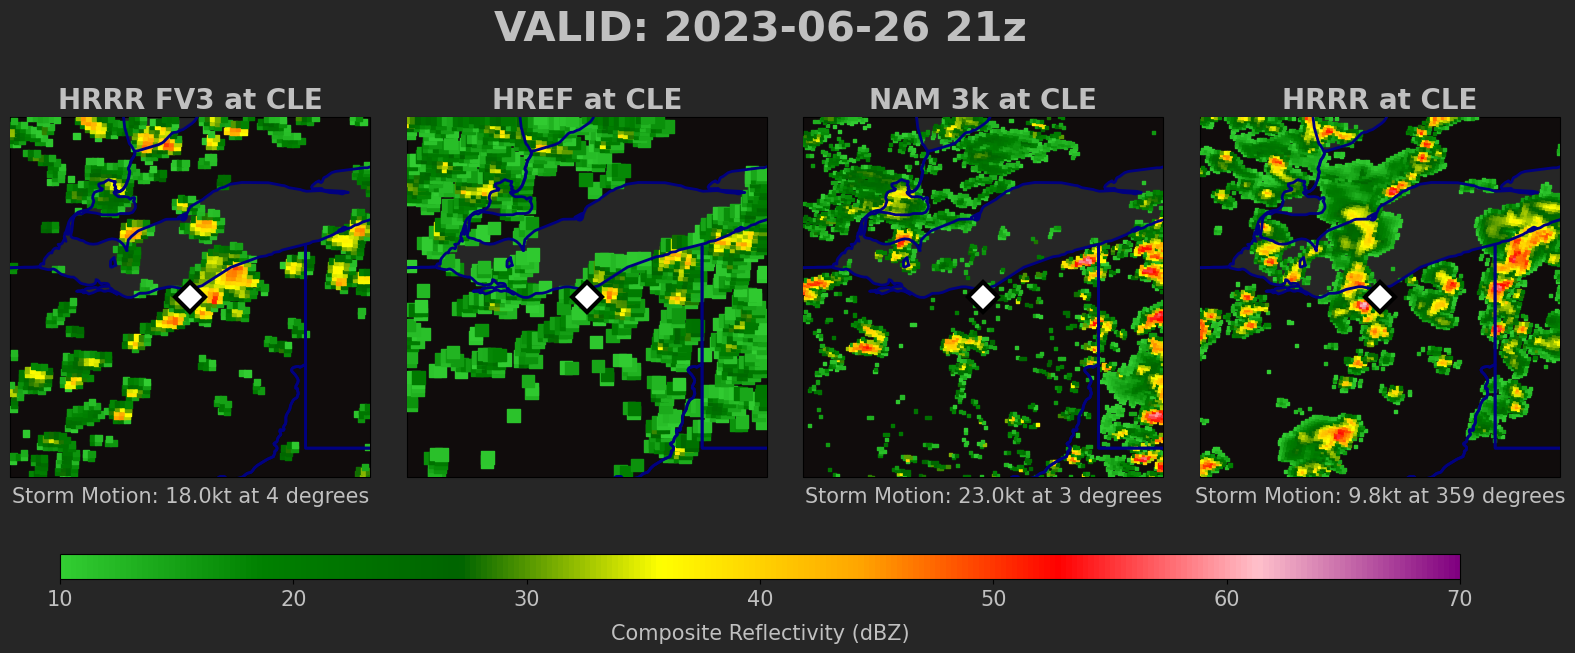 VALID: 2023-06-26 21z
HRRR FV3 at CLE
HREF at CLE
NAM 3k at CLE
HRRR at CLE
Storm Motion: 18.0kt at 4 degrees
Storm Motion: 23.0kt at 3 degrees
Storm Motion: 9.8kt at 359 degrees
10 20 30 40 50 60 70
Composite Reflectivity (dBZ)